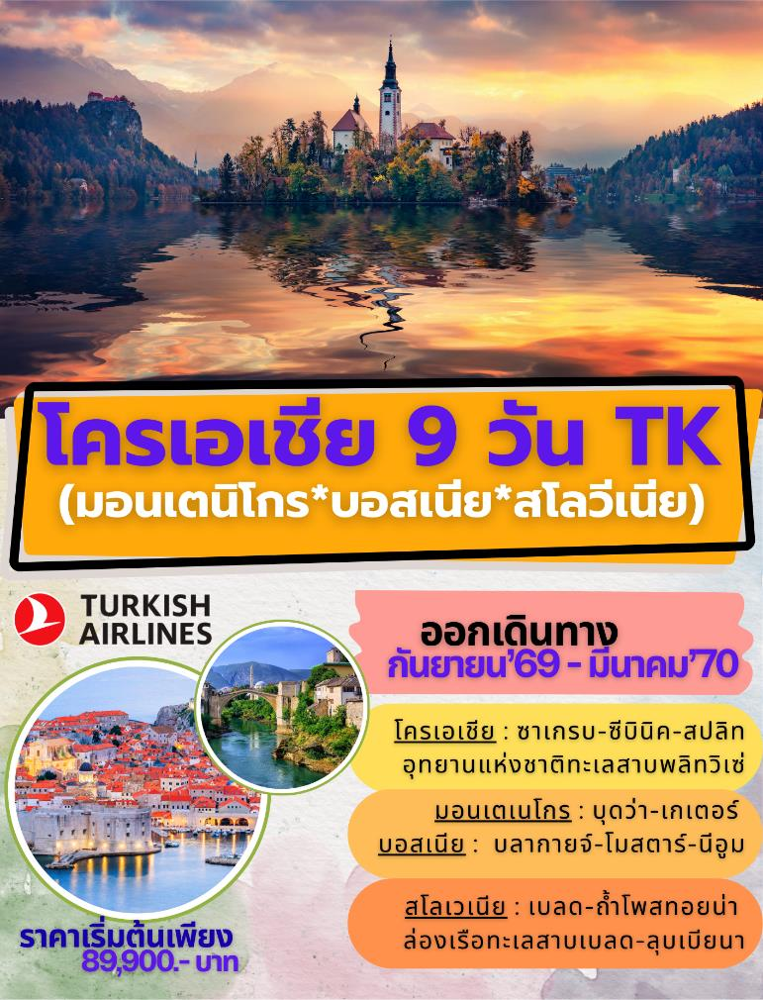 โครเอเชีย 9 วัน TK
(มอนเตนิโกร*บอสเนีย*สโลวีเนีย)
TURKISH
AIRLINES
ออกเดินทาง
กันยายน’69 - มีนาคม’70
โครเอเชีย : ซาเกรบ-ซีบินิค-สปลิท
อุทยานแห่งชาติทะเลสาบพลิทวิเซ่
มอนเตเนโกร : บุดว่า-เกเตอร์
บอสเนีย : บลากายจ์-โมสตาร์-นีอูม
สโลเวเนีย : เบลด-ถ้ำโพสทอยน่า
ล่องเรือทะเลสาบเบลด-ลุบเบียนา
ราคาเริ่มต้นเพียง
89,900.- บาท